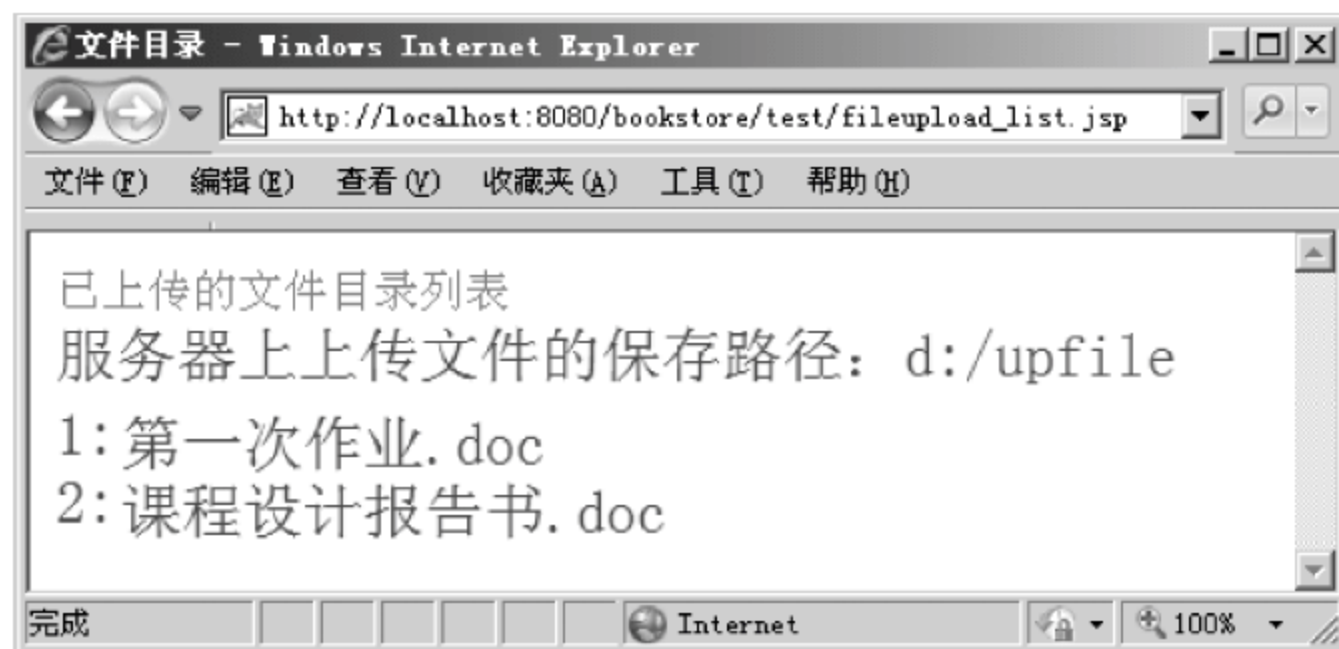 文件目录 - Windows Internet Explorer
http://localhost:8080/bookstore/test/fileupload_list.jsp
文件(F) 编辑(E) 查看(V) 收藏夹(A) 工具(T) 帮助(H)
已上传的文件目录列表
服务器上上传文件的保存路径：d:/upfile
1:第一次作业.doc
2:课程设计报告书.doc
完成 Internet 100%